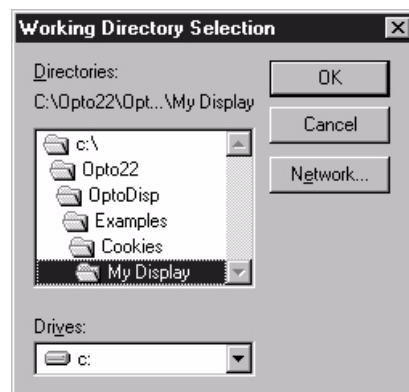 Working Directory Selection
Directories:
C:\Opto22\Opt...\My Display
c:\
Opto22
OptoDisp
Examples
Cookies
My Display
Drives:
c:
OK
Cancel
Network...